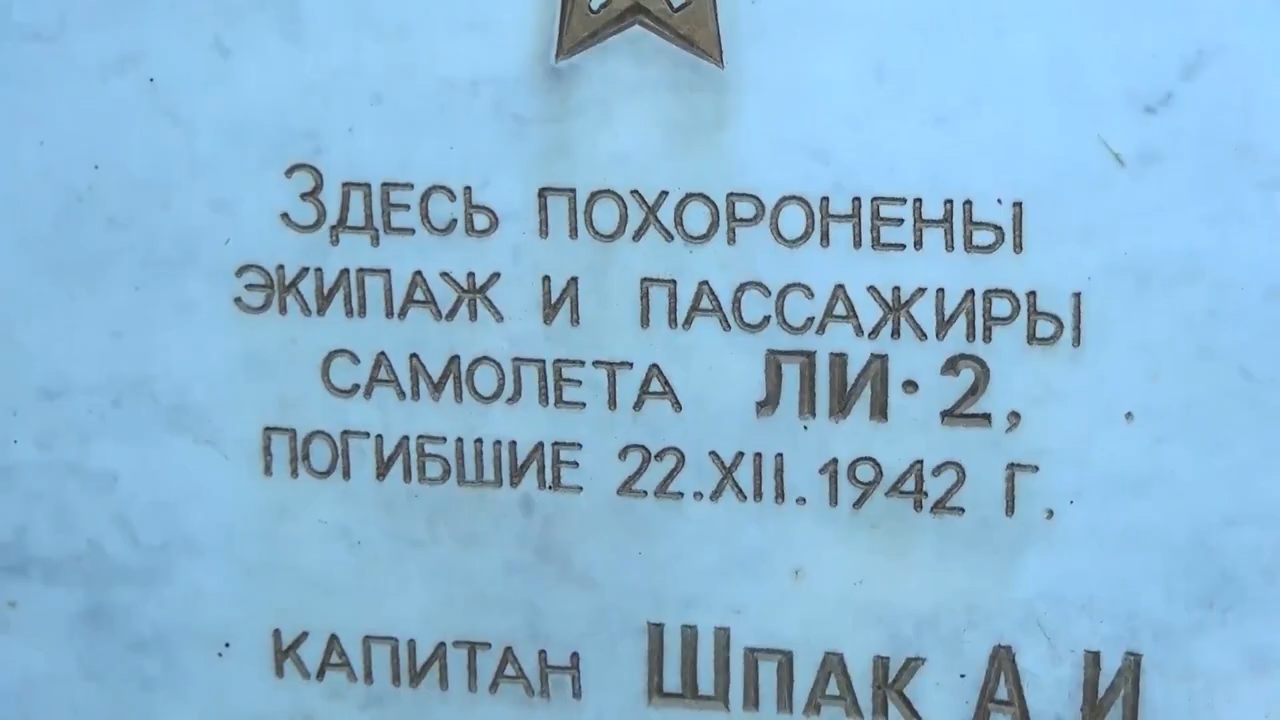 Здесь похоронены
экипаж и пассажиры
самолета ЛИ-2,
погибшие 22.XII.1942 г.
капитан Шпак А И